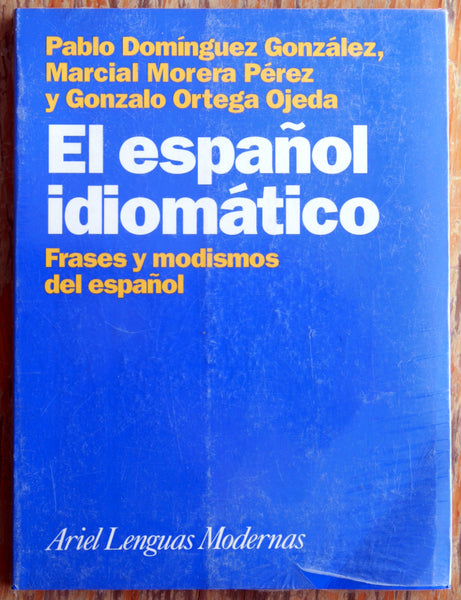 Pablo Domínguez González,
Marcial Morera Pérez
y Gonzalo Ortega Ojeda
El español
idiomático
Frases y modismos
del español
Ariel Lenguas Modernas